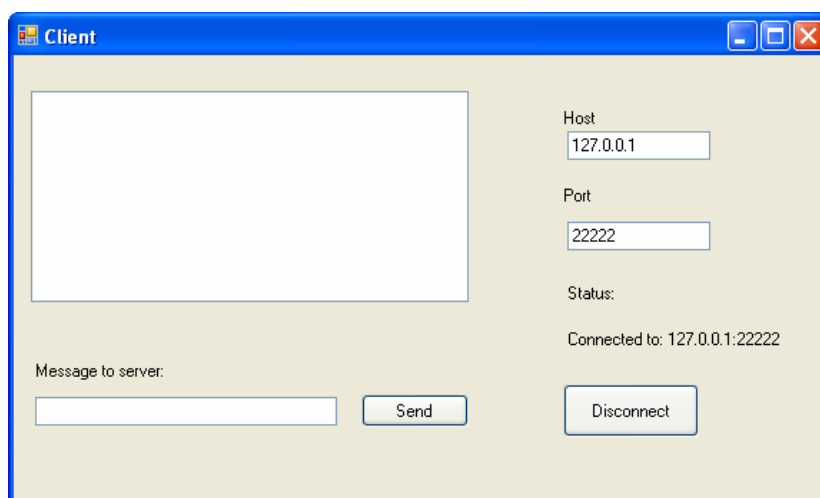 Client
Host
127.0.0.1
Port
22222
Status:
Connected to: 127.0.0.1:22222
Message to server:
Send
Disconnect